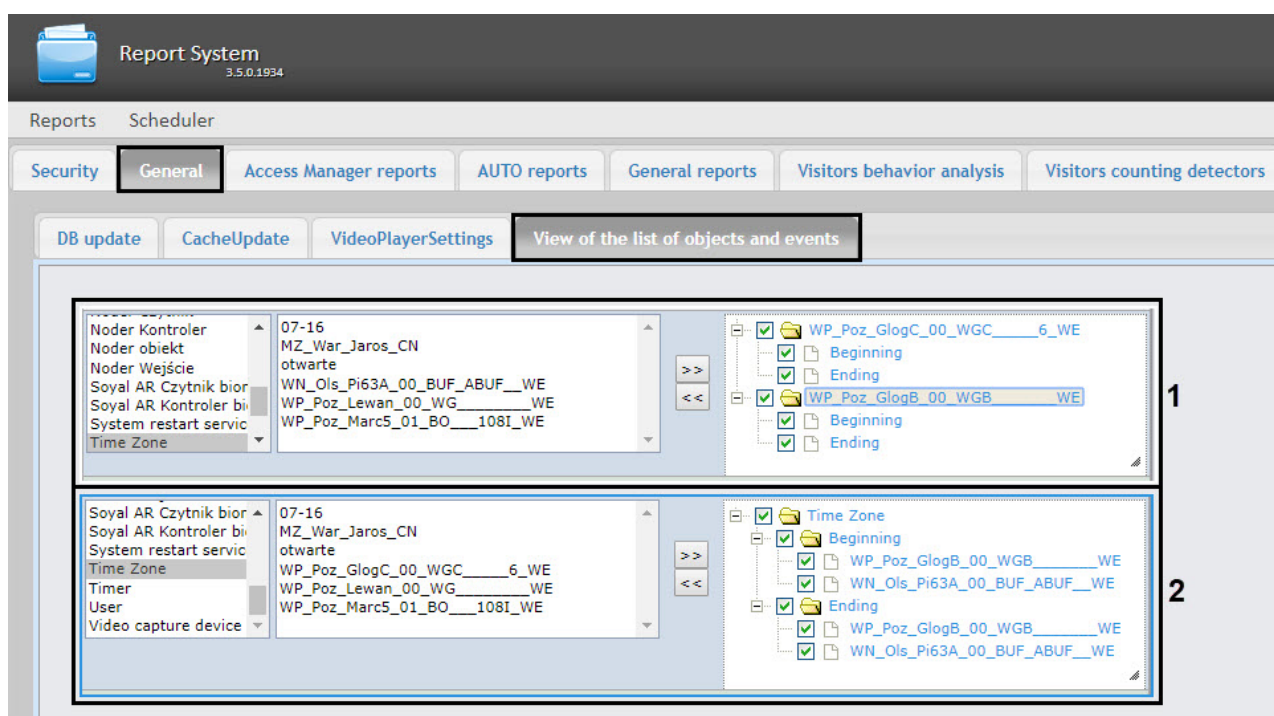 Report System
3.5.0.1934
Reports Scheduler
Security General Access Manager reports AUTO reports General reports Visitors behavior analysis Visitors counting detectors
DB update CacheUpdate VideoPlayerSettings View of the list of objects and events
Noder Kontroler
Noder obiekt
Noder Wejście
Soyal AR Czytnik bior
Soyal AR Kontroler bi
System restart servic
Time Zone
07-16
MZ_War_Jaros_CN
otwarte
WN_Ols_Pi63A_00_BUF_ABUF__WE
WP_Poz_Lewan_00_WG________WE
WP_Poz_Marc5_01_BO___108I_WE
>>
<<
WP_Poz_GlogC_00_WGC_____6_WE
Beginning
Ending
WP_Poz_GlogB_00_WGB_______WE
Beginning
Ending
1
Soyal AR Czytnik bior
Soyal AR Kontroler bi
System restart servic
Time Zone
Timer
User
Video capture device
07-16
MZ_War_Jaros_CN
otwarte
WP_Poz_GlogC_00_WGC_____6_WE
WP_Poz_Lewan_00_WG________WE
WP_Poz_Marc5_01_BO___108I_WE
>>
<<
Time Zone
Beginning
WP_Poz_GlogB_00_WGB_______WE
WN_Ols_Pi63A_00_BUF_ABUF__WE
Ending
WP_Poz_GlogB_00_WGB_______WE
WN_Ols_Pi63A_00_BUF_ABUF__WE
2